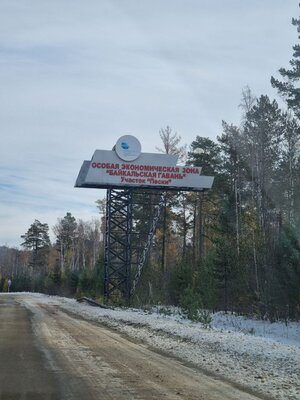 ОСОБАЯ ЭКОНОМИЧЕСКАЯ ЗОНА
"БАЙКАЛЬСКАЯ ГАВАНЬ"
Участок "Пески"